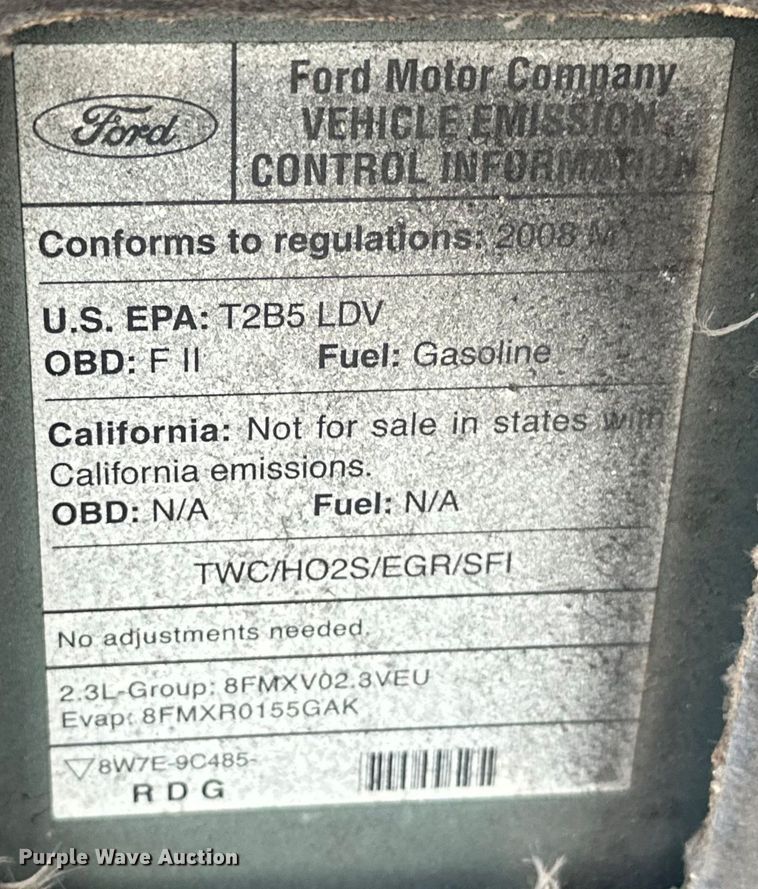 Ford
Ford Motor Company
VEHICLE EMISSION
CONTROL INFORMATION
Conforms to regulations: 2008 M
U.S. EPA: T2B5 LDV
OBD: F II Fuel: Gasoline
California: Not for sale in states with
California emissions.
OBD: N/A Fuel: N/A
TWC/HO2S/EGR/SFI
No adjustments needed.
2.3L-Group: 8FMXV02.3VEU
Evap: 8FMXR0155GAK
▽8W7E-9C485-
R D G
Purple Wave Auction